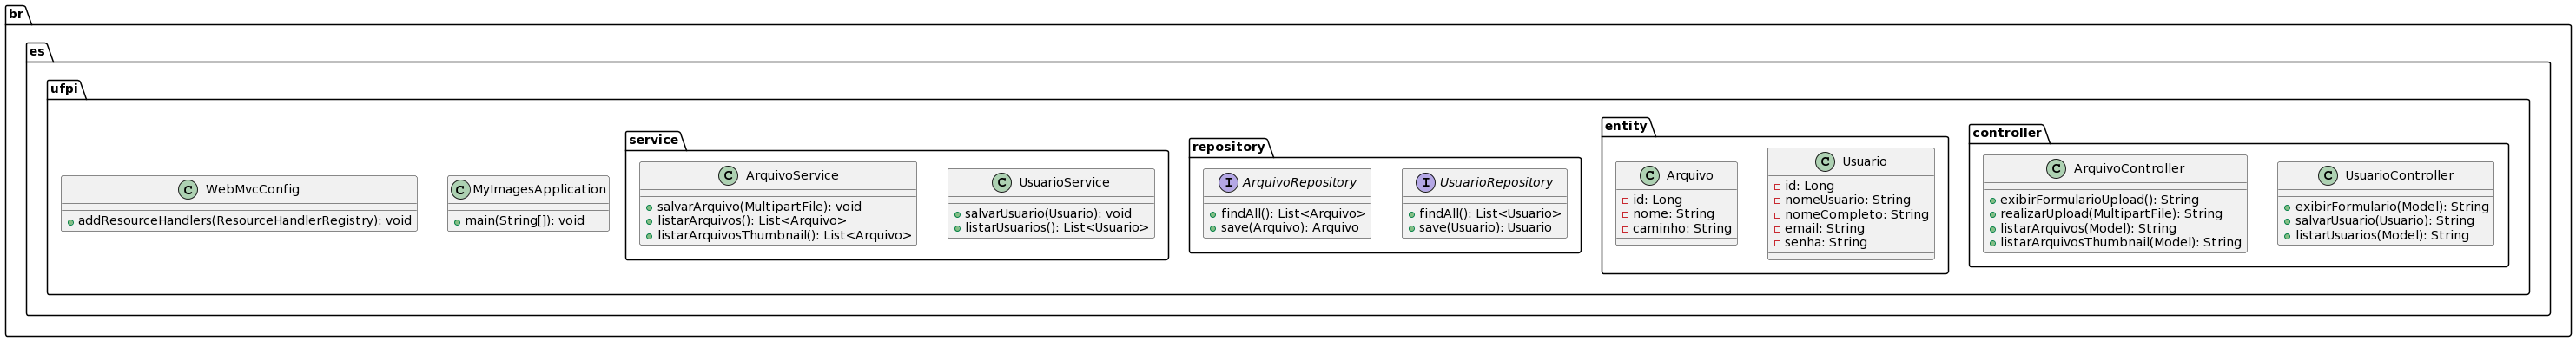 br
es
ufpi
service
repository
entity
controller
C WebMvcConfig
addResourceHandlers(ResourceHandlerRegistry): void
C MyImagesApplication
main(String[]): void
C ArquivoService
salvarArquivo(MultipartFile): void
listarArquivos(): List<Arquivo>
listarArquivosThumbnail(): List<Arquivo>
C UsuarioService
salvarUsuario(Usuario): void
listarUsuarios(): List<Usuario>
I ArquivoRepository
findAll(): List<Arquivo>
save(Arquivo): Arquivo
I UsuarioRepository
findAll(): List<Usuario>
save(Usuario): Usuario
C Arquivo
id: Long
nome: String
caminho: String
C Usuario
id: Long
nomeUsuario: String
nomeCompleto: String
email: String
senha: String
C ArquivoController
exibirFormularioUpload(): String
realizarUpload(MultipartFile): String
listarArquivos(Model): String
listarArquivosThumbnail(Model): String
C UsuarioController
exibirFormulario(Model): String
salvarUsuario(Usuario): String
listarUsuarios(Model): String